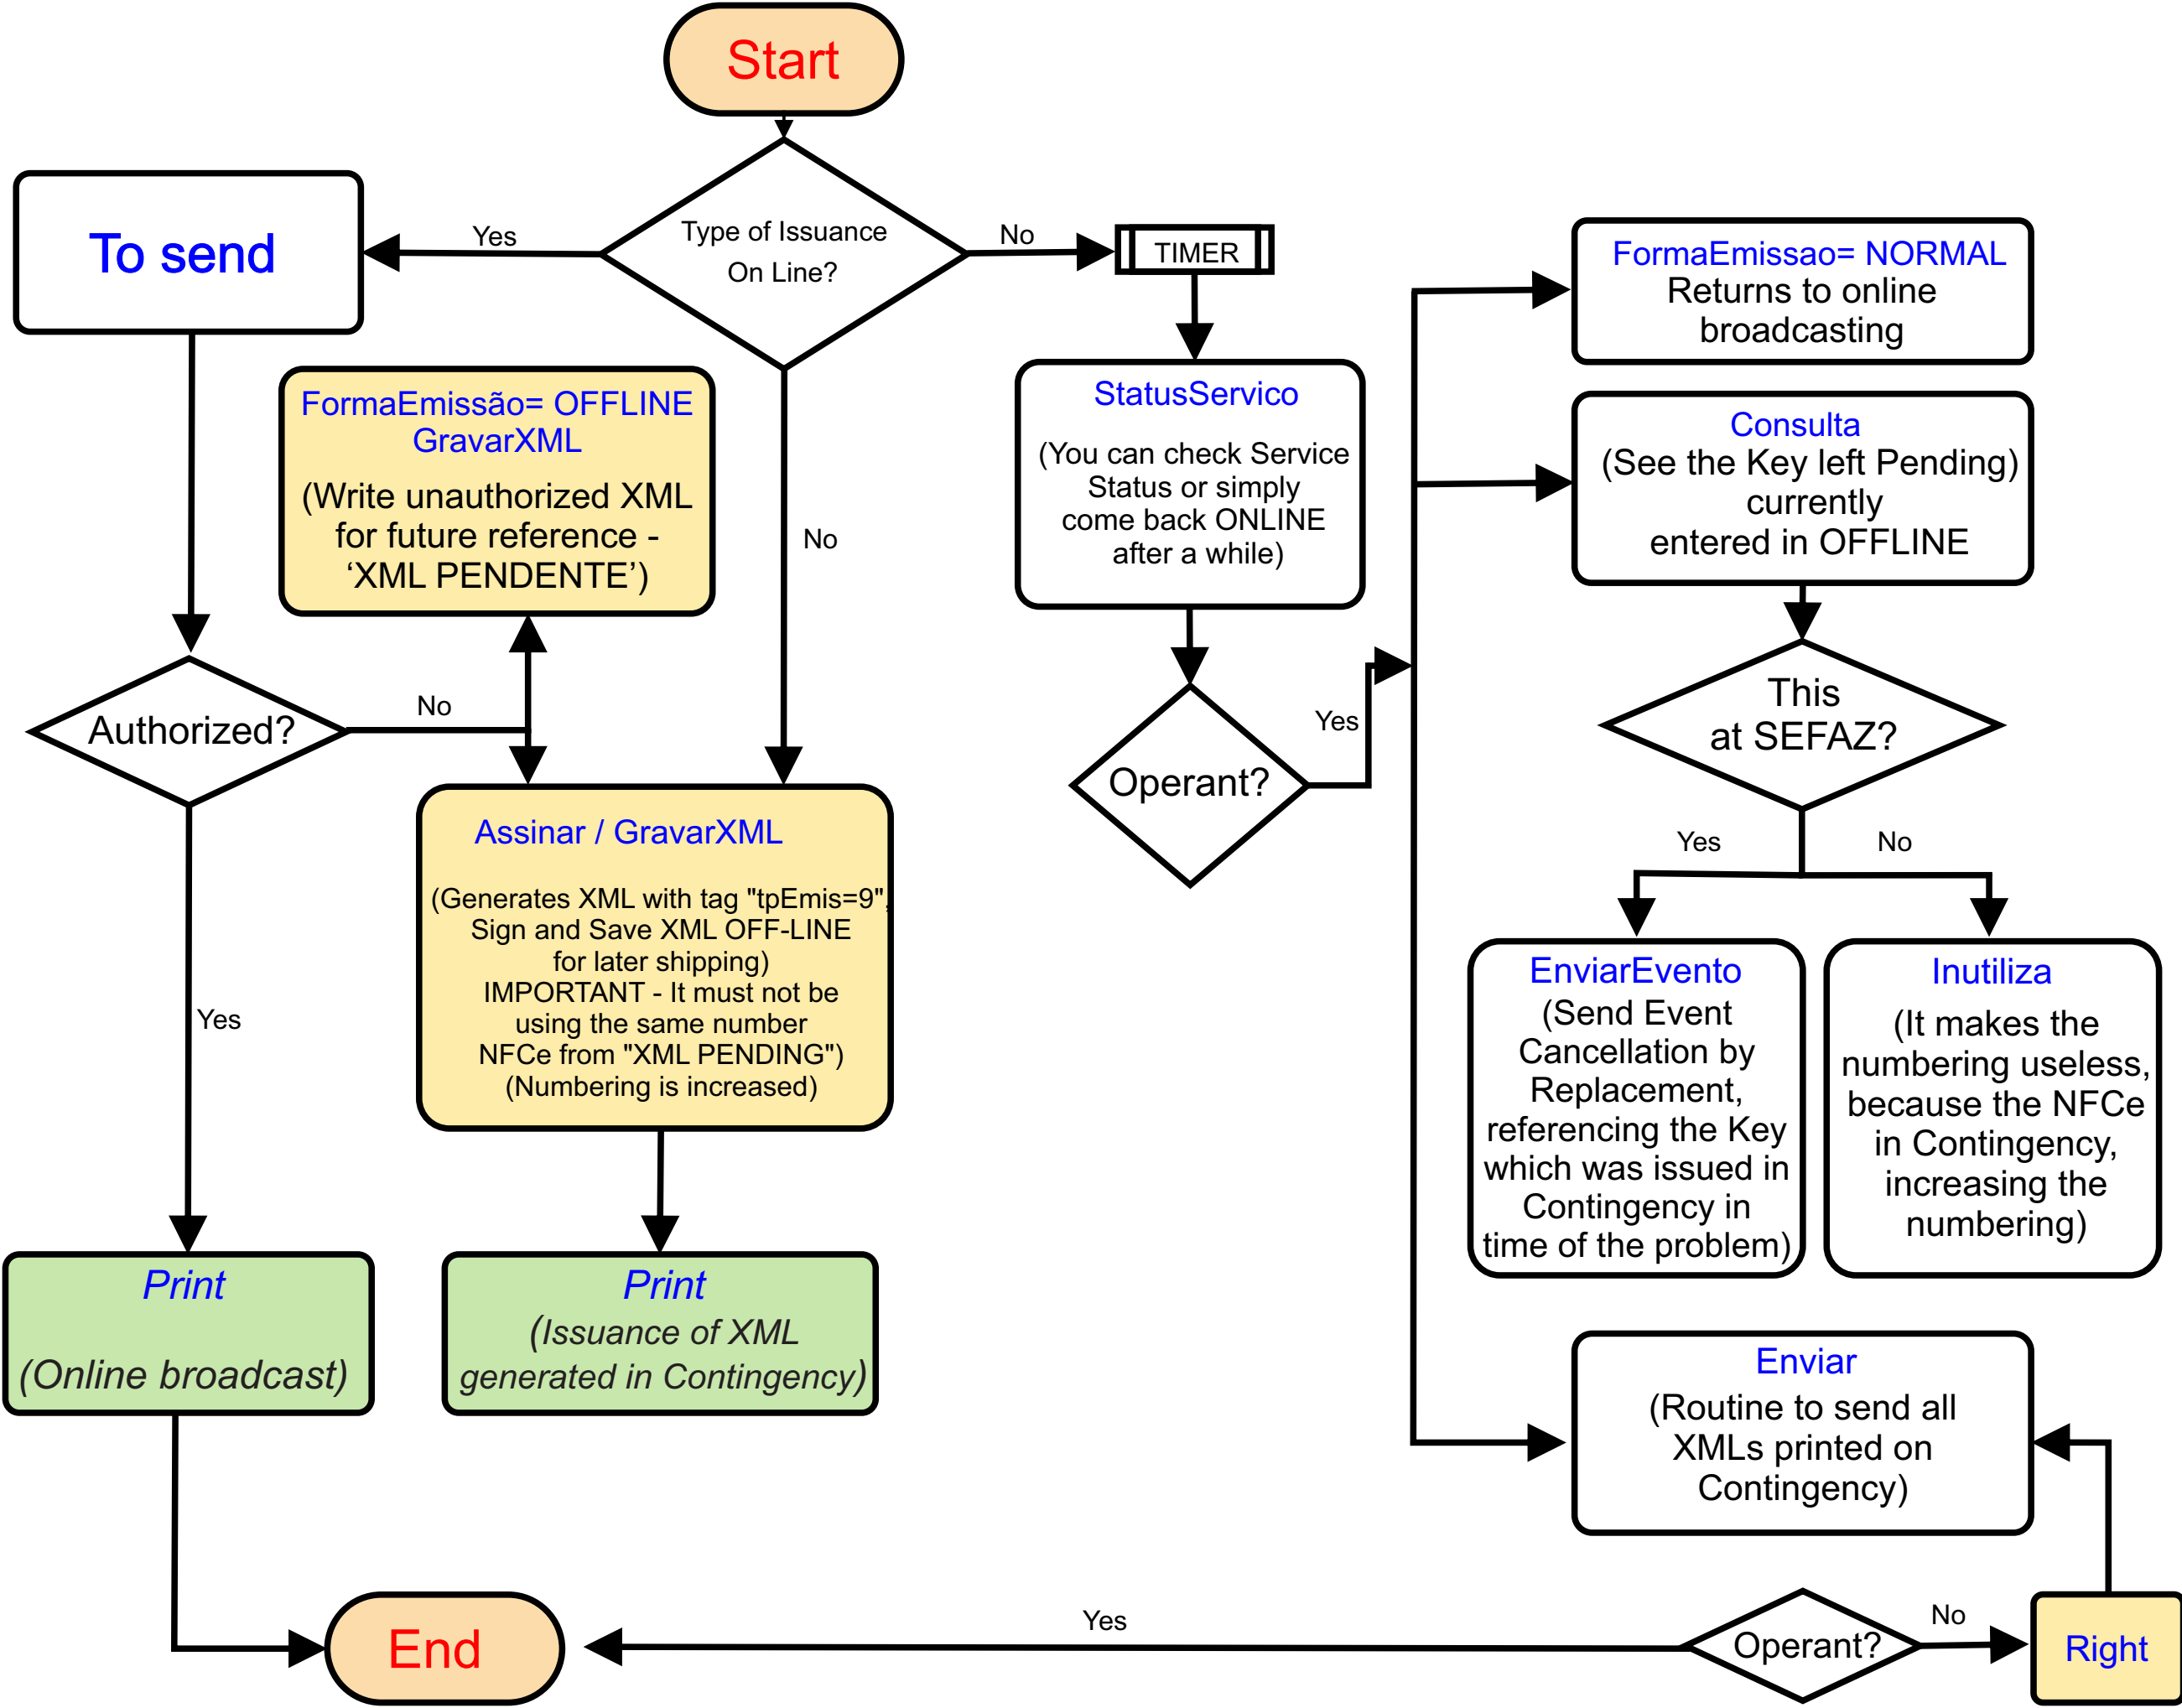 Start
Type of Issuance
On Line?
Yes
No
To send
TIMER
FormaEmissao= NORMAL
Returns to online
broadcasting
FormaEmissão= OFFLINE
GravarXML
(Write unauthorized XML
for future reference -
‘XML PENDENTE’)
No
StatusServico
(You can check Service
Status or simply
come back ONLINE
after a while)
Consulta
(See the Key left Pending)
currently
entered in OFFLINE
Authorized?
No
Operant?
Yes
This
at SEFAZ?
Yes
No
Assinar / GravarXML
(Generates XML with tag "tpEmis=9",
Sign and Save XML OFF-LINE
for later shipping)
IMPORTANT - It must not be
using the same number
NFCe from "XML PENDING")
(Numbering is increased)
Yes
EnviarEvento
(Send Event
Cancellation by
Replacement,
referencing the Key
which was issued in
Contingency in
time of the problem)
Inutiliza
(It makes the
numbering useless,
because the NFCe
in Contingency,
increasing the
numbering)
Print
(Online broadcast)
Print
(Issuance of XML
generated in Contingency)
Enviar
(Routine to send all
XMLs printed on
Contingency)
End
Yes
Operant?
No
Right